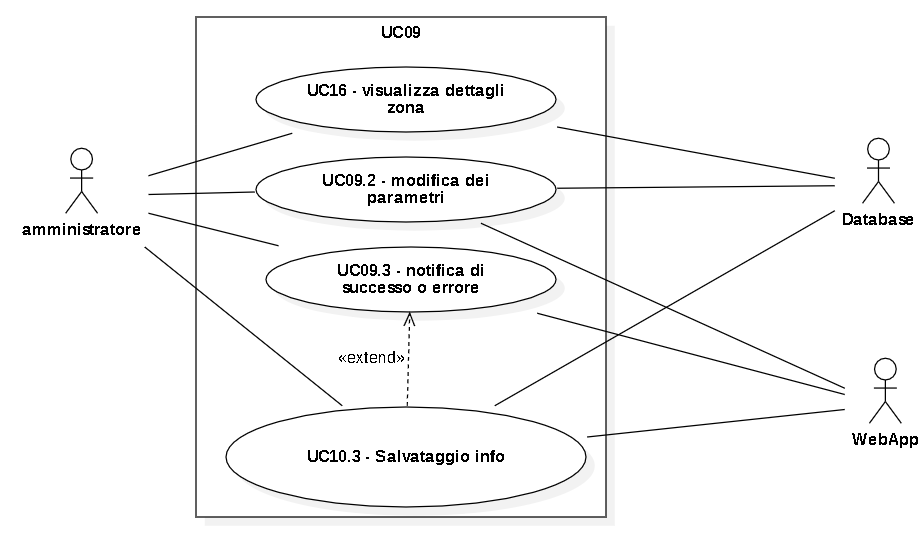 UC09
UC16 - visualizza dettagli
zona
UC09.2 - modifica dei
parametri
amministratore
Database
UC09.3 - notifica di
successo o errore
«extend»
WebApp
UC10.3 - Salvataggio info